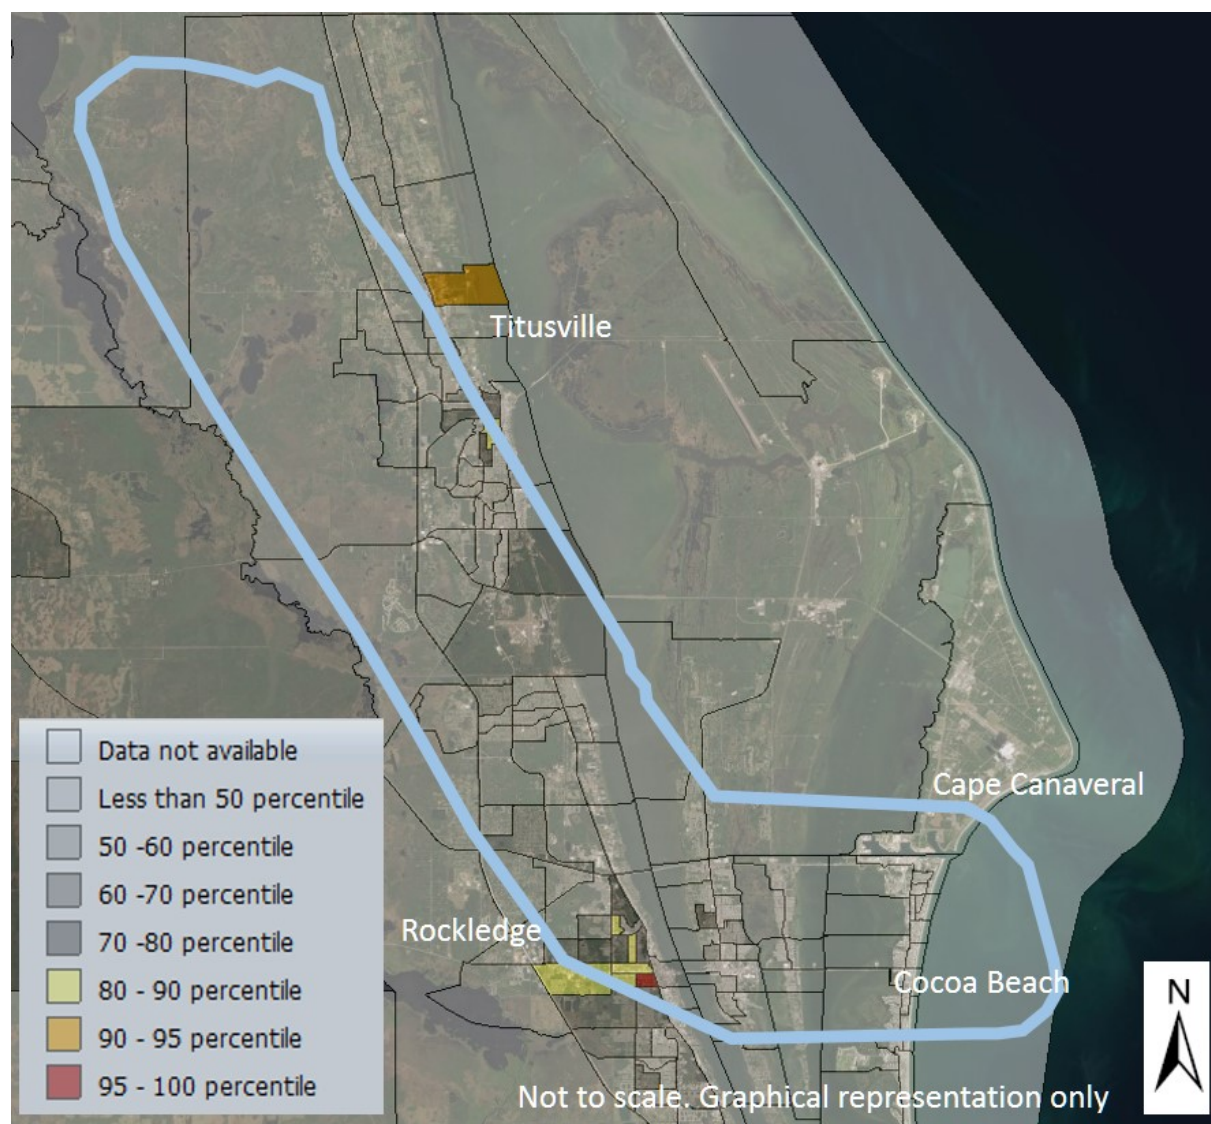 Titusville
Data not available
Less than 50 percentile
50 -60 percentile
60 -70 percentile
70 -80 percentile
80 - 90 percentile
90 - 95 percentile
95 - 100 percentile
Cape Canaveral
Rockledge
Cocoa Beach
N
Not to scale. Graphical representation only